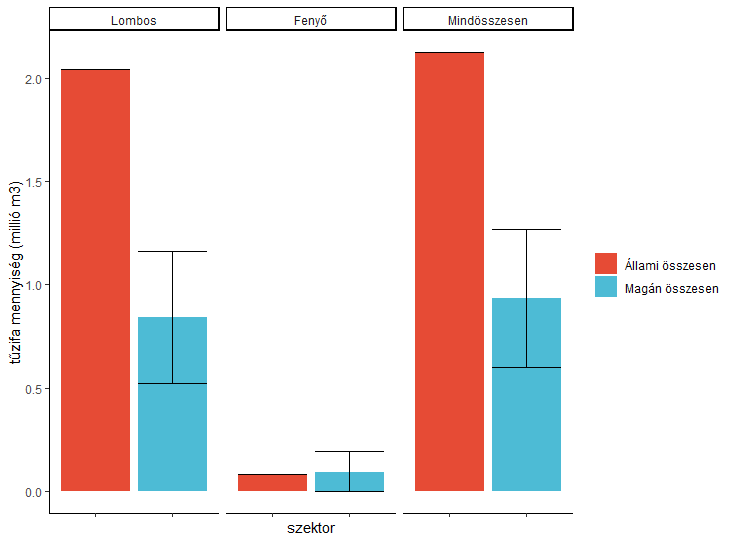 Lombos
Fenyő
Mindösszesen
tűzifa mennyiség (millió m3)
2.0
1.5
1.0
0.5
0.0
szektor
Állami összesen
Magán összesen